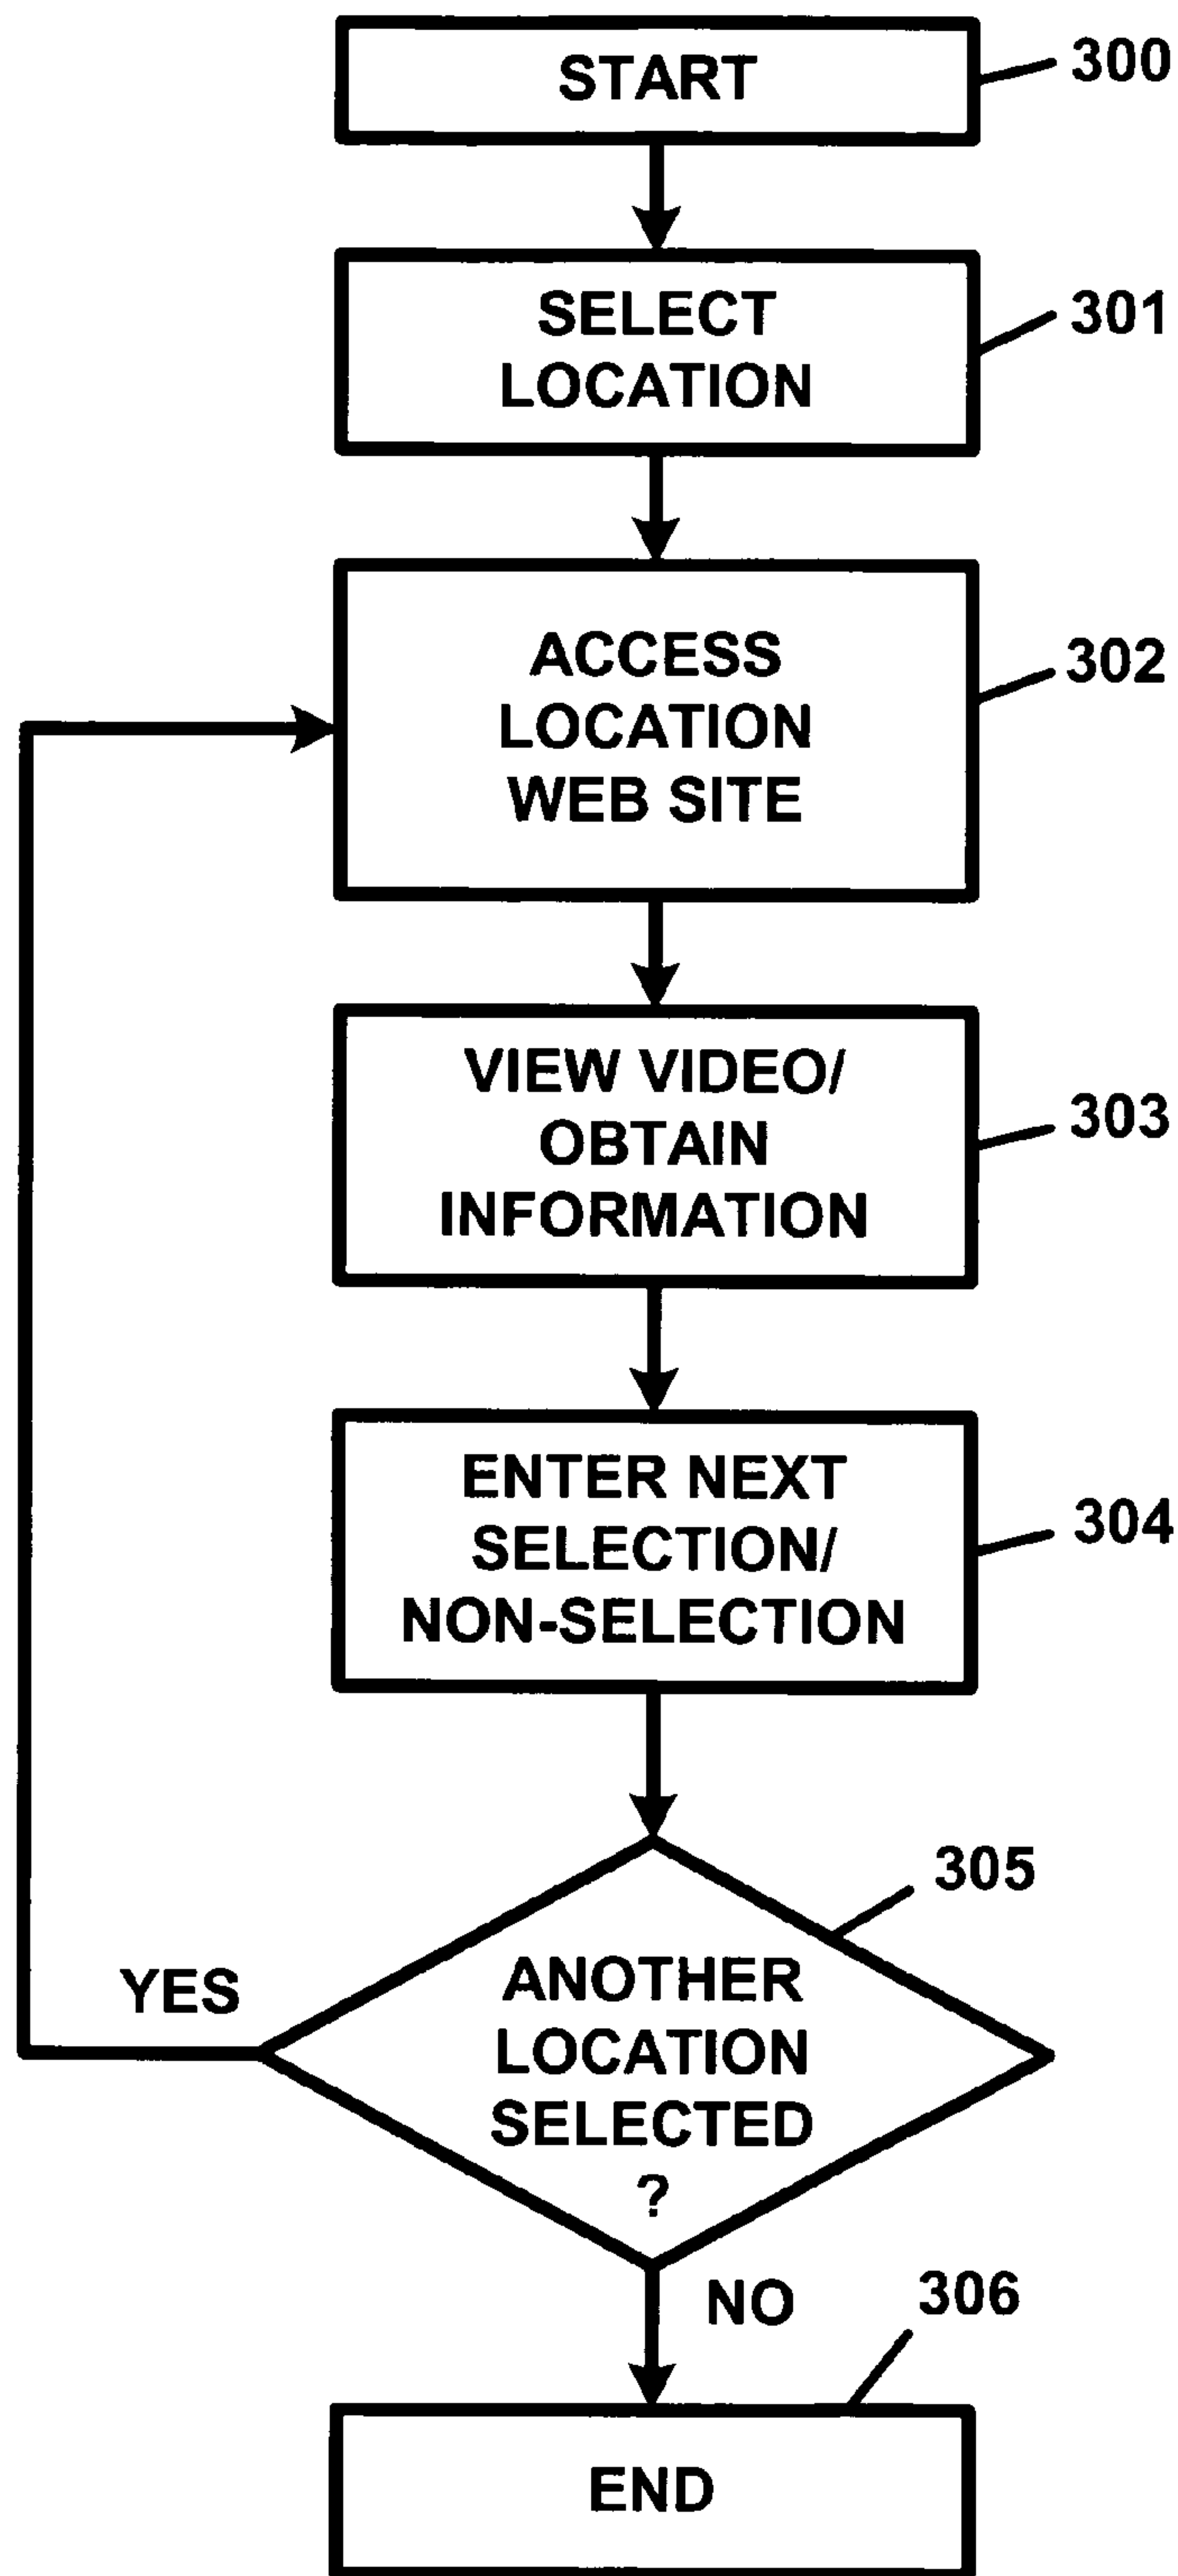 START
300
SELECT
LOCATION
301
ACCESS
LOCATION
WEB SITE
302
VIEW VIDEO/
OBTAIN
INFORMATION
303
ENTER NEXT
SELECTION/
NON-SELECTION
304
305
ANOTHER
LOCATION
SELECTED
?
YES
NO
306
END